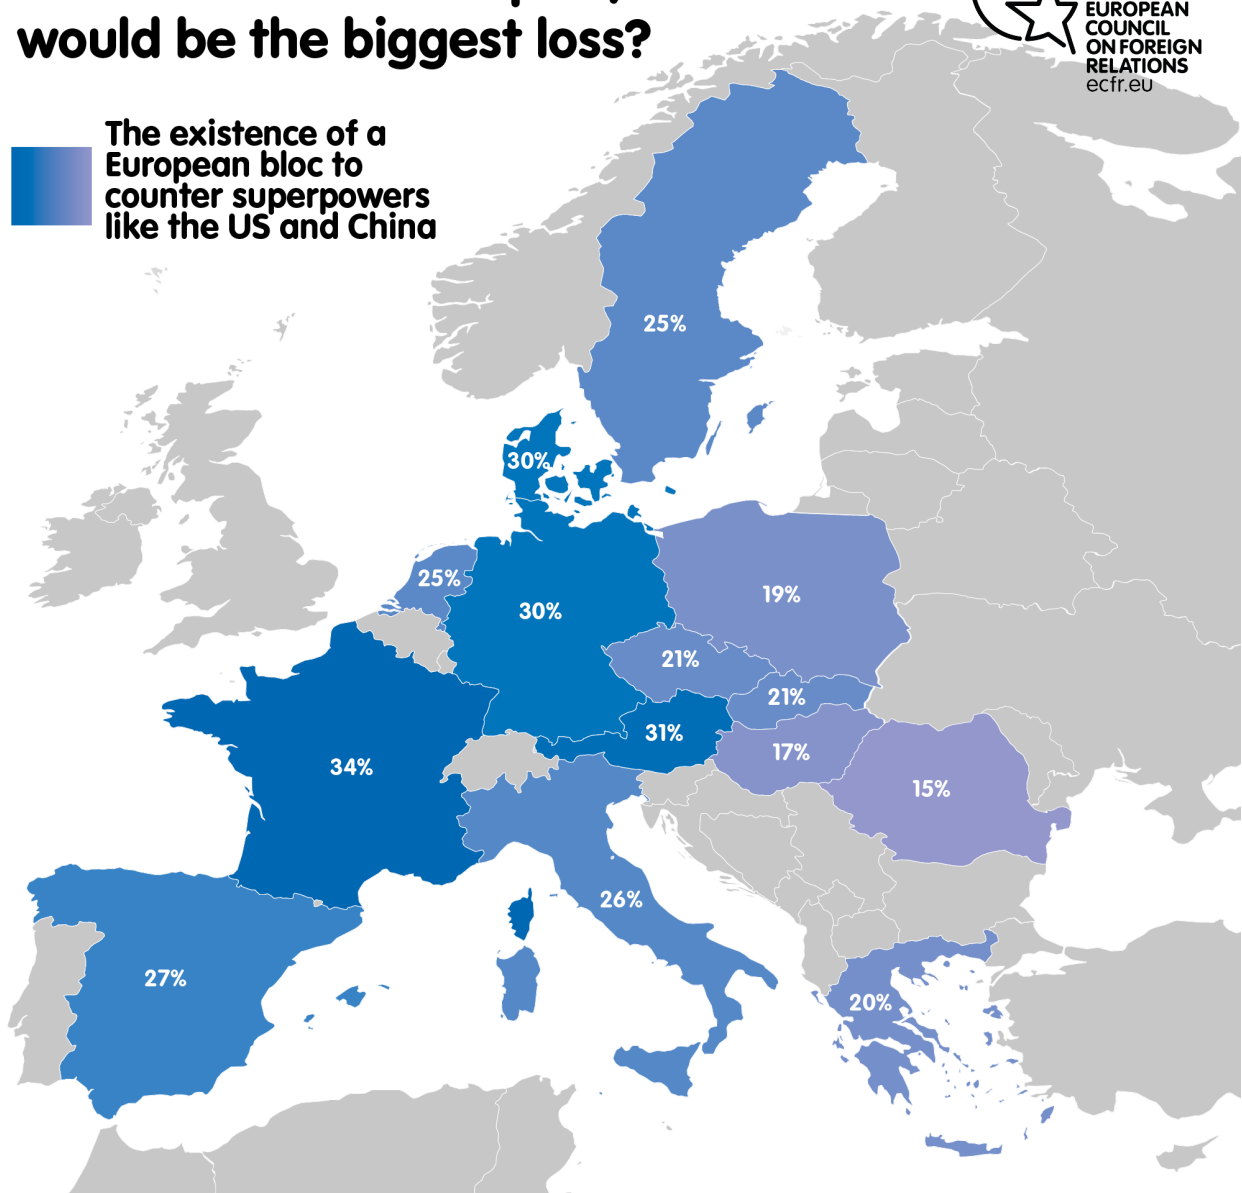 would be the biggest loss?
EUROPEAN
COUNCIL
ON FOREIGN
RELATIONS
ecfr.eu
The existence of a
European bloc to
counter superpowers
like the US and China
25%
30%
25%
30%
19%
21%
21%
31%
17%
34%
15%
26%
27%
20%